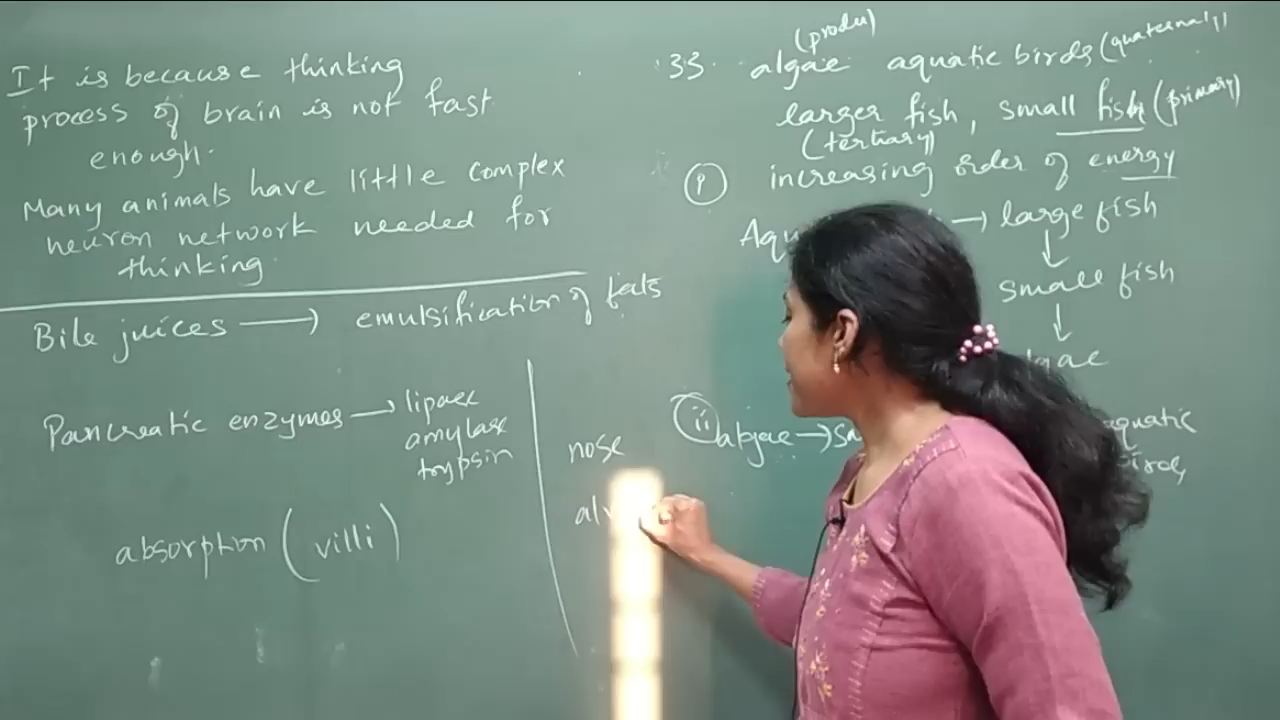 It is because thinking
process of brain is not fast
enough.
Many animals have little complex
neuron network needed for
thinking.
Bile juices → emulsification of fats
Pancreatic enzymes → lipase
amylase
trypsin
absorption (villi)
nose
(produ)
33. algae aquatic birds (quaternary)
larger fish, small fish (primary)
(tertiary)
(i) increasing order of energy
→ large fish
↓
small fish
↓
(ii) algae →
aquatic